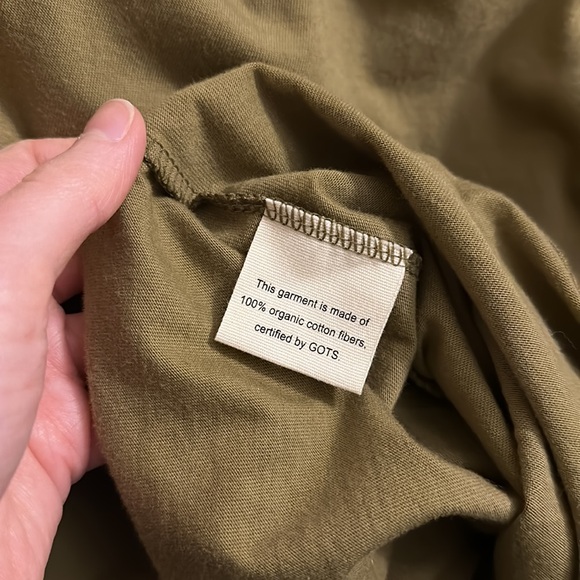 This garment is made of
100% organic cotton fibers,
certified by GOTS.